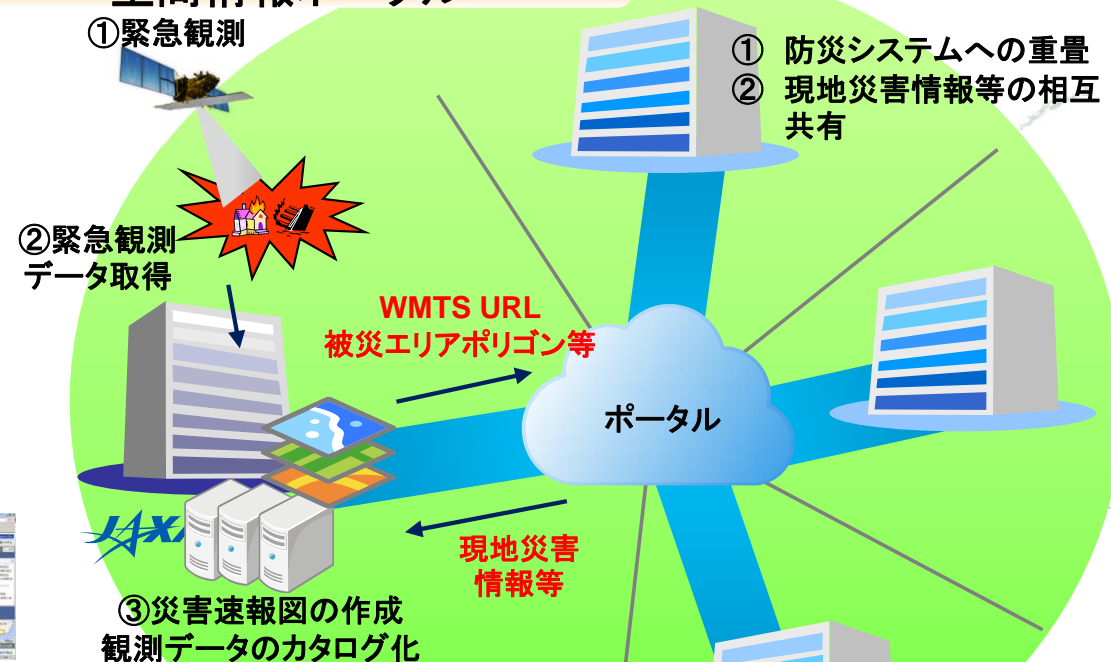 ①緊急観測
① 防災システムへの重畳
② 現地災害情報等の相互
共有
②緊急観測
データ取得
WMTS URL
被災エリアポリゴン等
ポータル
JAXA
現地災害
情報等
③災害速報図の作成
観測データのカタログ化